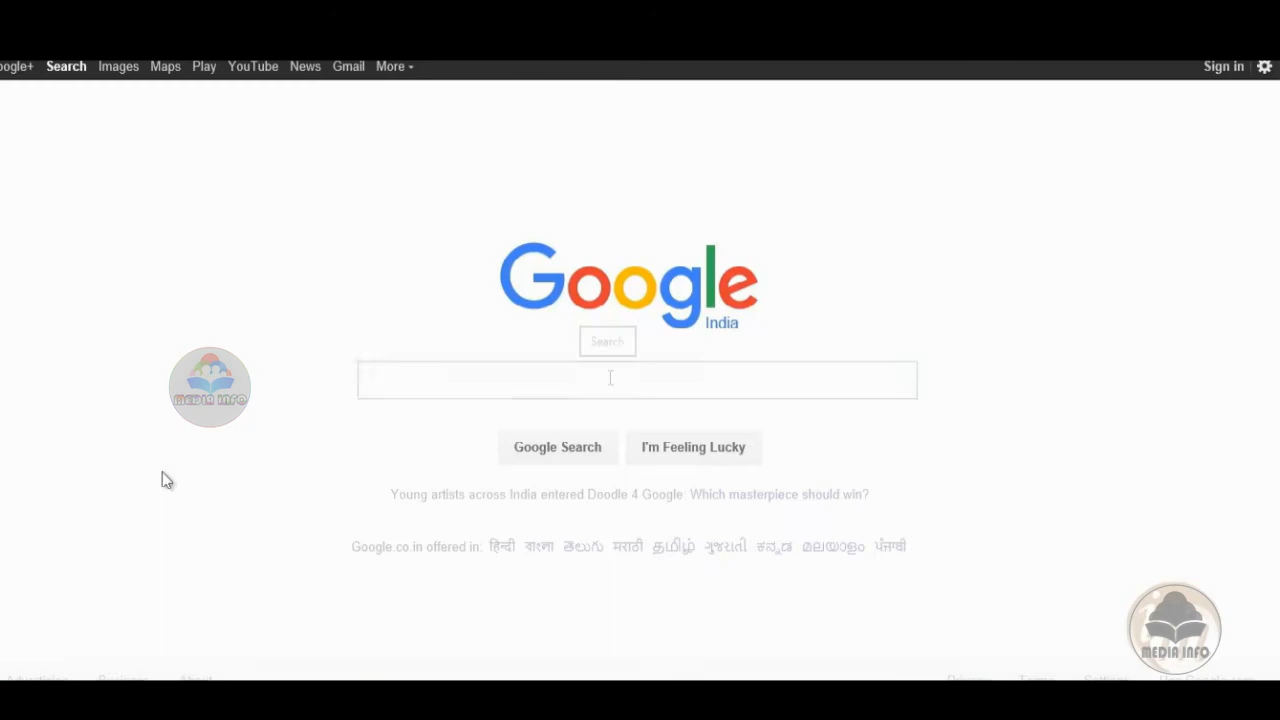 oogle+ Search Images Maps Play YouTube News Gmail More Sign in
Google
India
Search
MEDIA INFO
Google Search I'm Feeling Lucky
Young artists across India entered Doodle 4 Google. Which masterpiece should win?
Google.co.in offered in: हिन्दी বাংলা తెలుగు मराठी தமிழ் ગુજરાતી ಕನ್ನಡ മലയാളം ਪੰਜਾਬੀ
MEDIA INFO